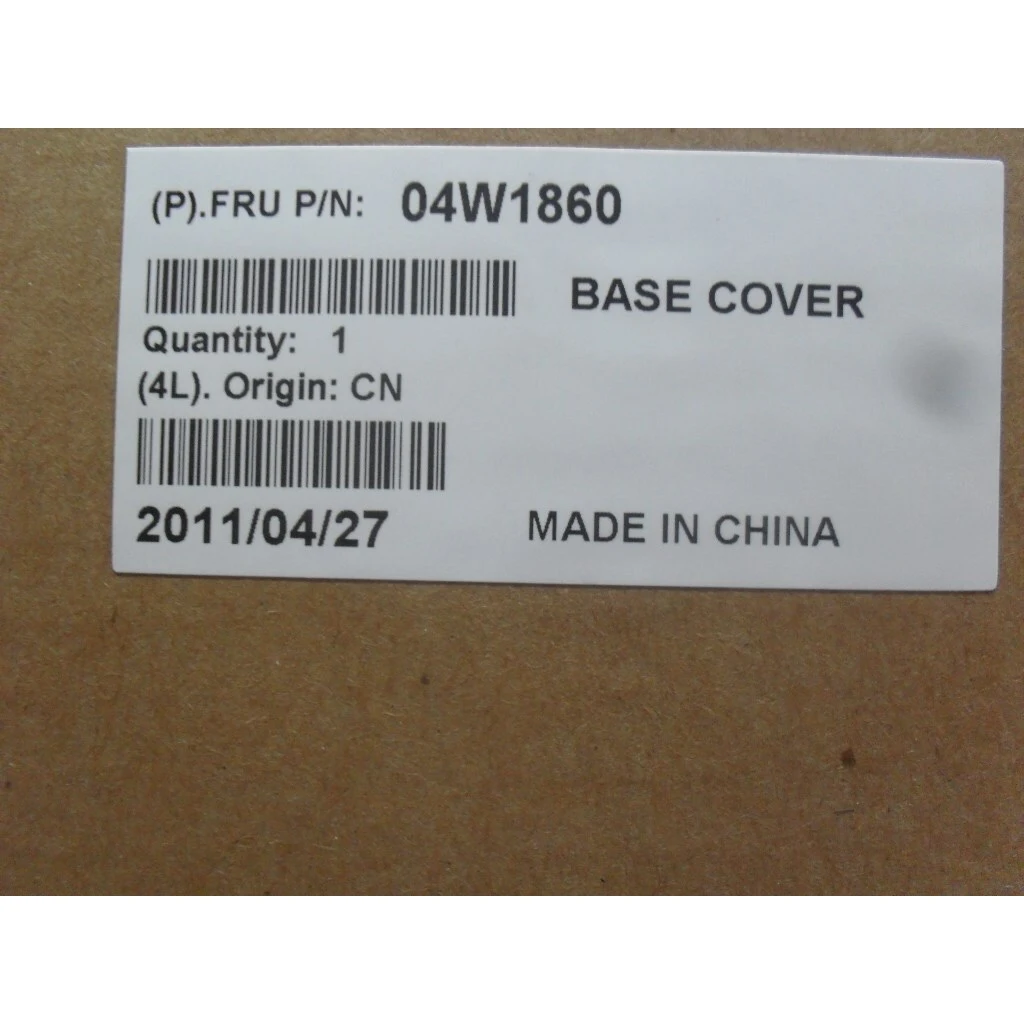 (P).FRU P/N: 04W1860
BASE COVER
Quantity: 1
(4L). Origin: CN
2011/04/27 MADE IN CHINA